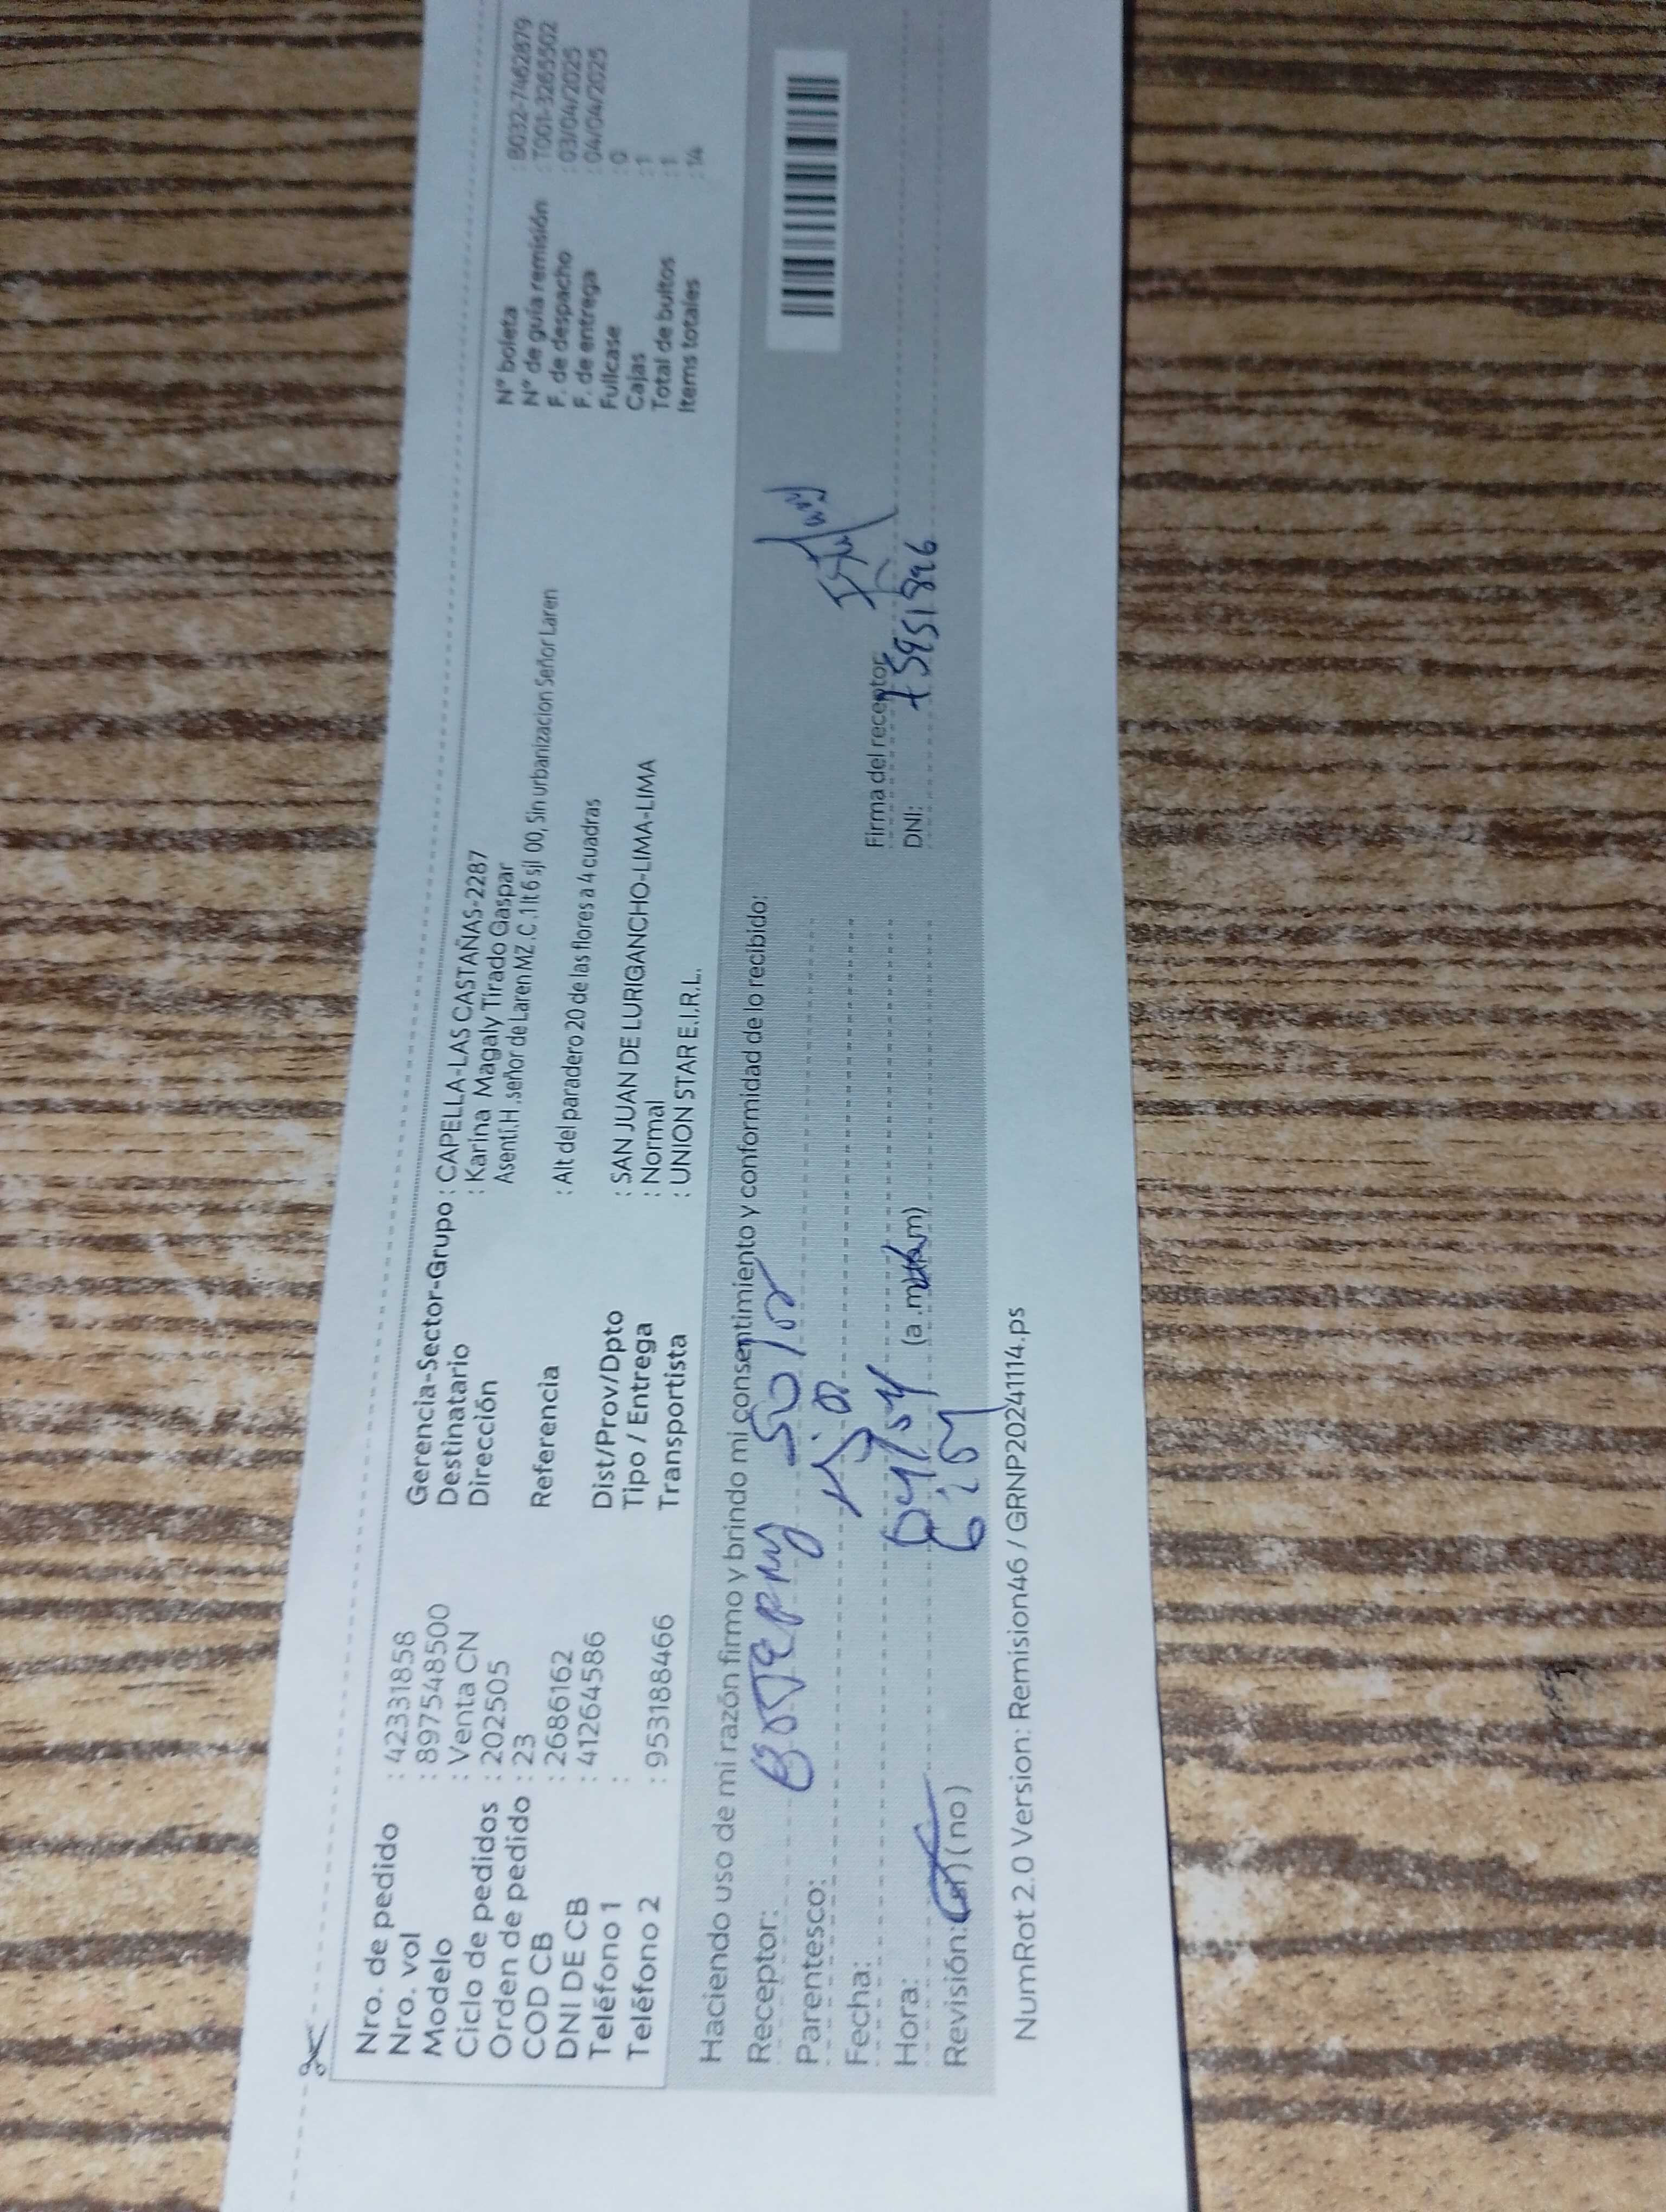 Nro. de pedido : 42331858
Nro. vol : 897548500
Modelo : Venta CN
Ciclo de pedidos : 202505
Orden de pedido : 23
COD CB : 2686162
DNI DE CB : 41264586
Teléfono 1 :
Teléfono 2 : 953188466
Gerencia-Sector-Grupo : CAPELLA-LAS CASTAÑAS-2287
Destinatario : Karina Magaly Tirado Gaspar
Dirección Asenti.H .señor de Laren MZ .C .1 lt 6 sjl 00, Sin urbanizacion Señor Laren
Referencia : Alt del paradero 20 de las flores a 4 cuadras
Dist/Prov/Dpto : SAN JUAN DE LURIGANCHO-LIMA-LIMA
Tipo / Entrega : Normal
Transportista : UNION STAR E.I.R.L.
N° boleta : B032-7462879
N° de guía remisión : T001-3265502
F. de despacho : 03/04/2025
F. de entrega : 04/04/2025
Fullcase : 0
Cajas : 1
Total de bultos : 1
Items totales : 14
Haciendo uso de mi razón firmo y brindo mi consentimiento y conformidad de lo recibido:
Receptor:
Parentesco:
Fecha: 04/04
Hora: (a.m
Revisión: (no)
Firma del receptor:
DNI:
NumRot 2.0 Version: Remision46 / GRNP20241114.ps